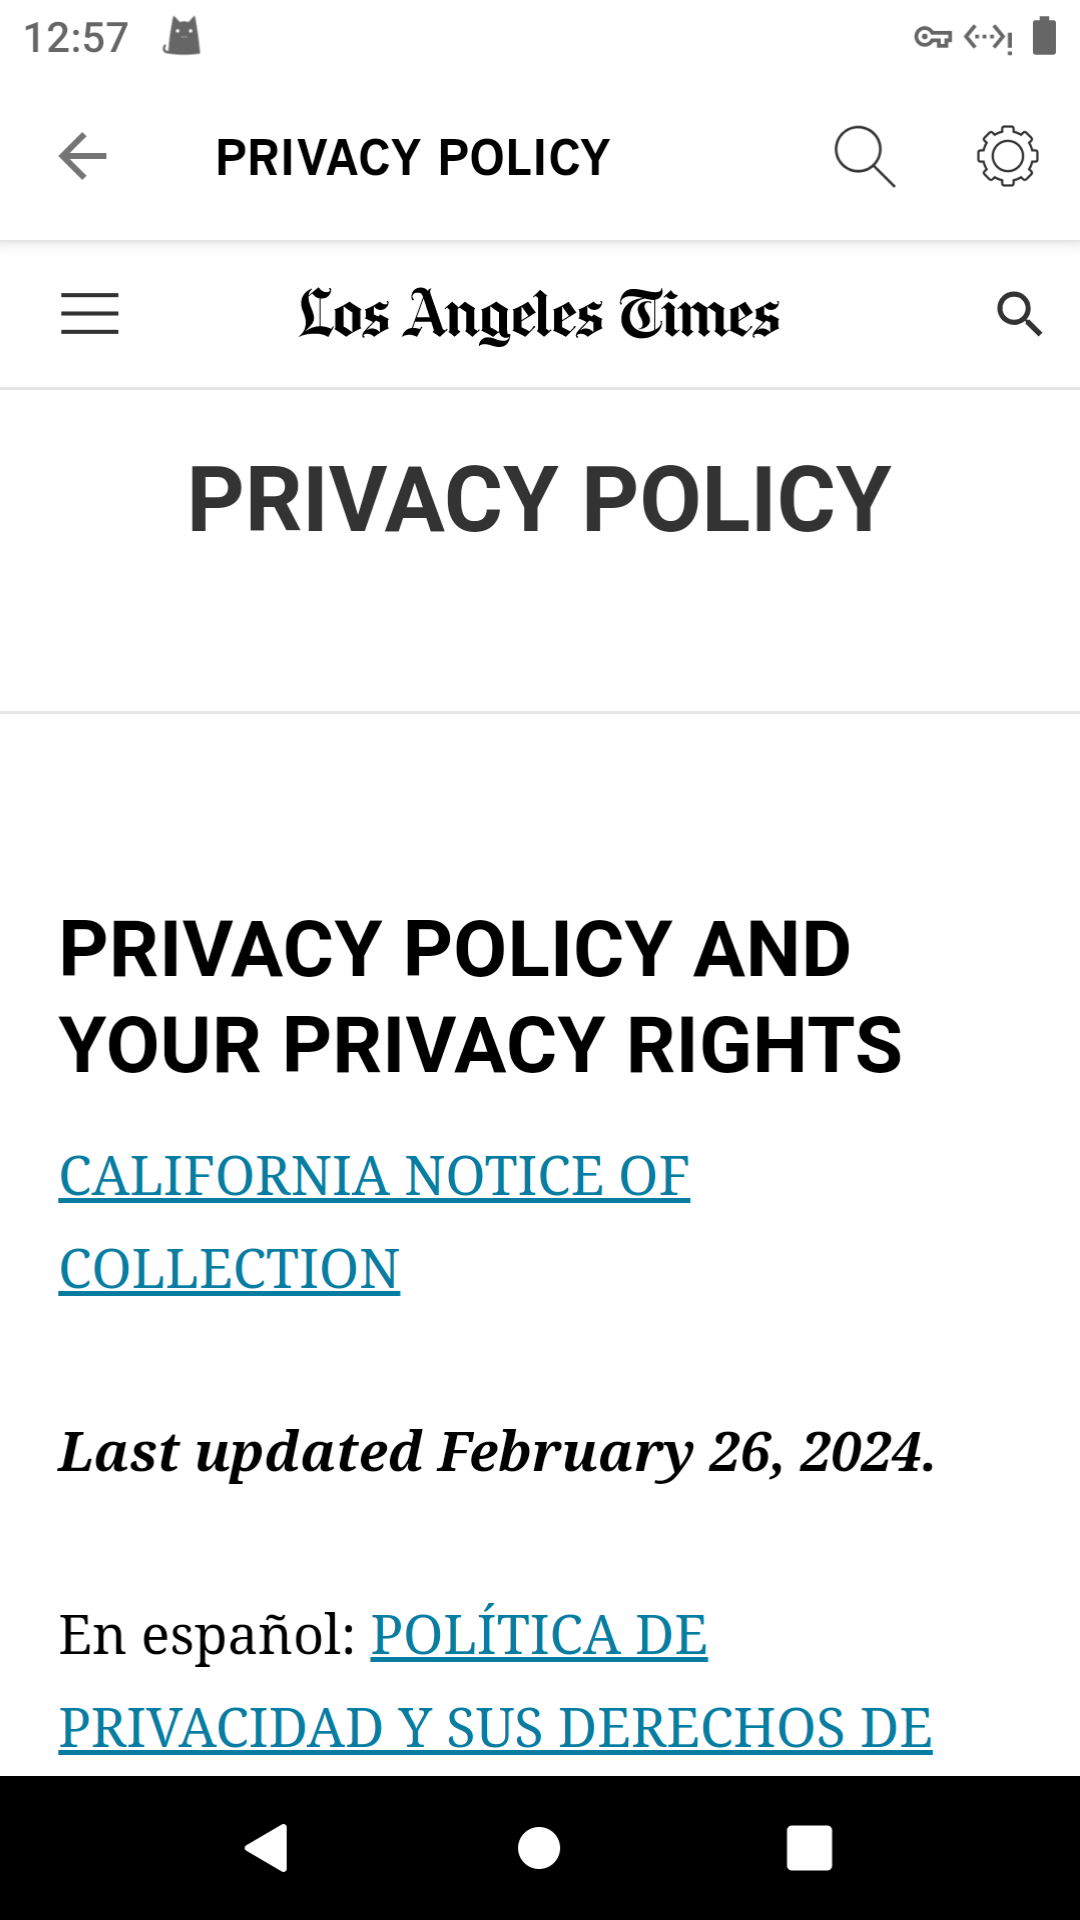 12:57
PRIVACY POLICY
Los Angeles Times
PRIVACY POLICY
PRIVACY POLICY AND
YOUR PRIVACY RIGHTS
CALIFORNIA NOTICE OF
COLLECTION
Last updated February 26, 2024.
En español: POLÍTICA DE
PRIVACIDAD Y SUS DERECHOS DE